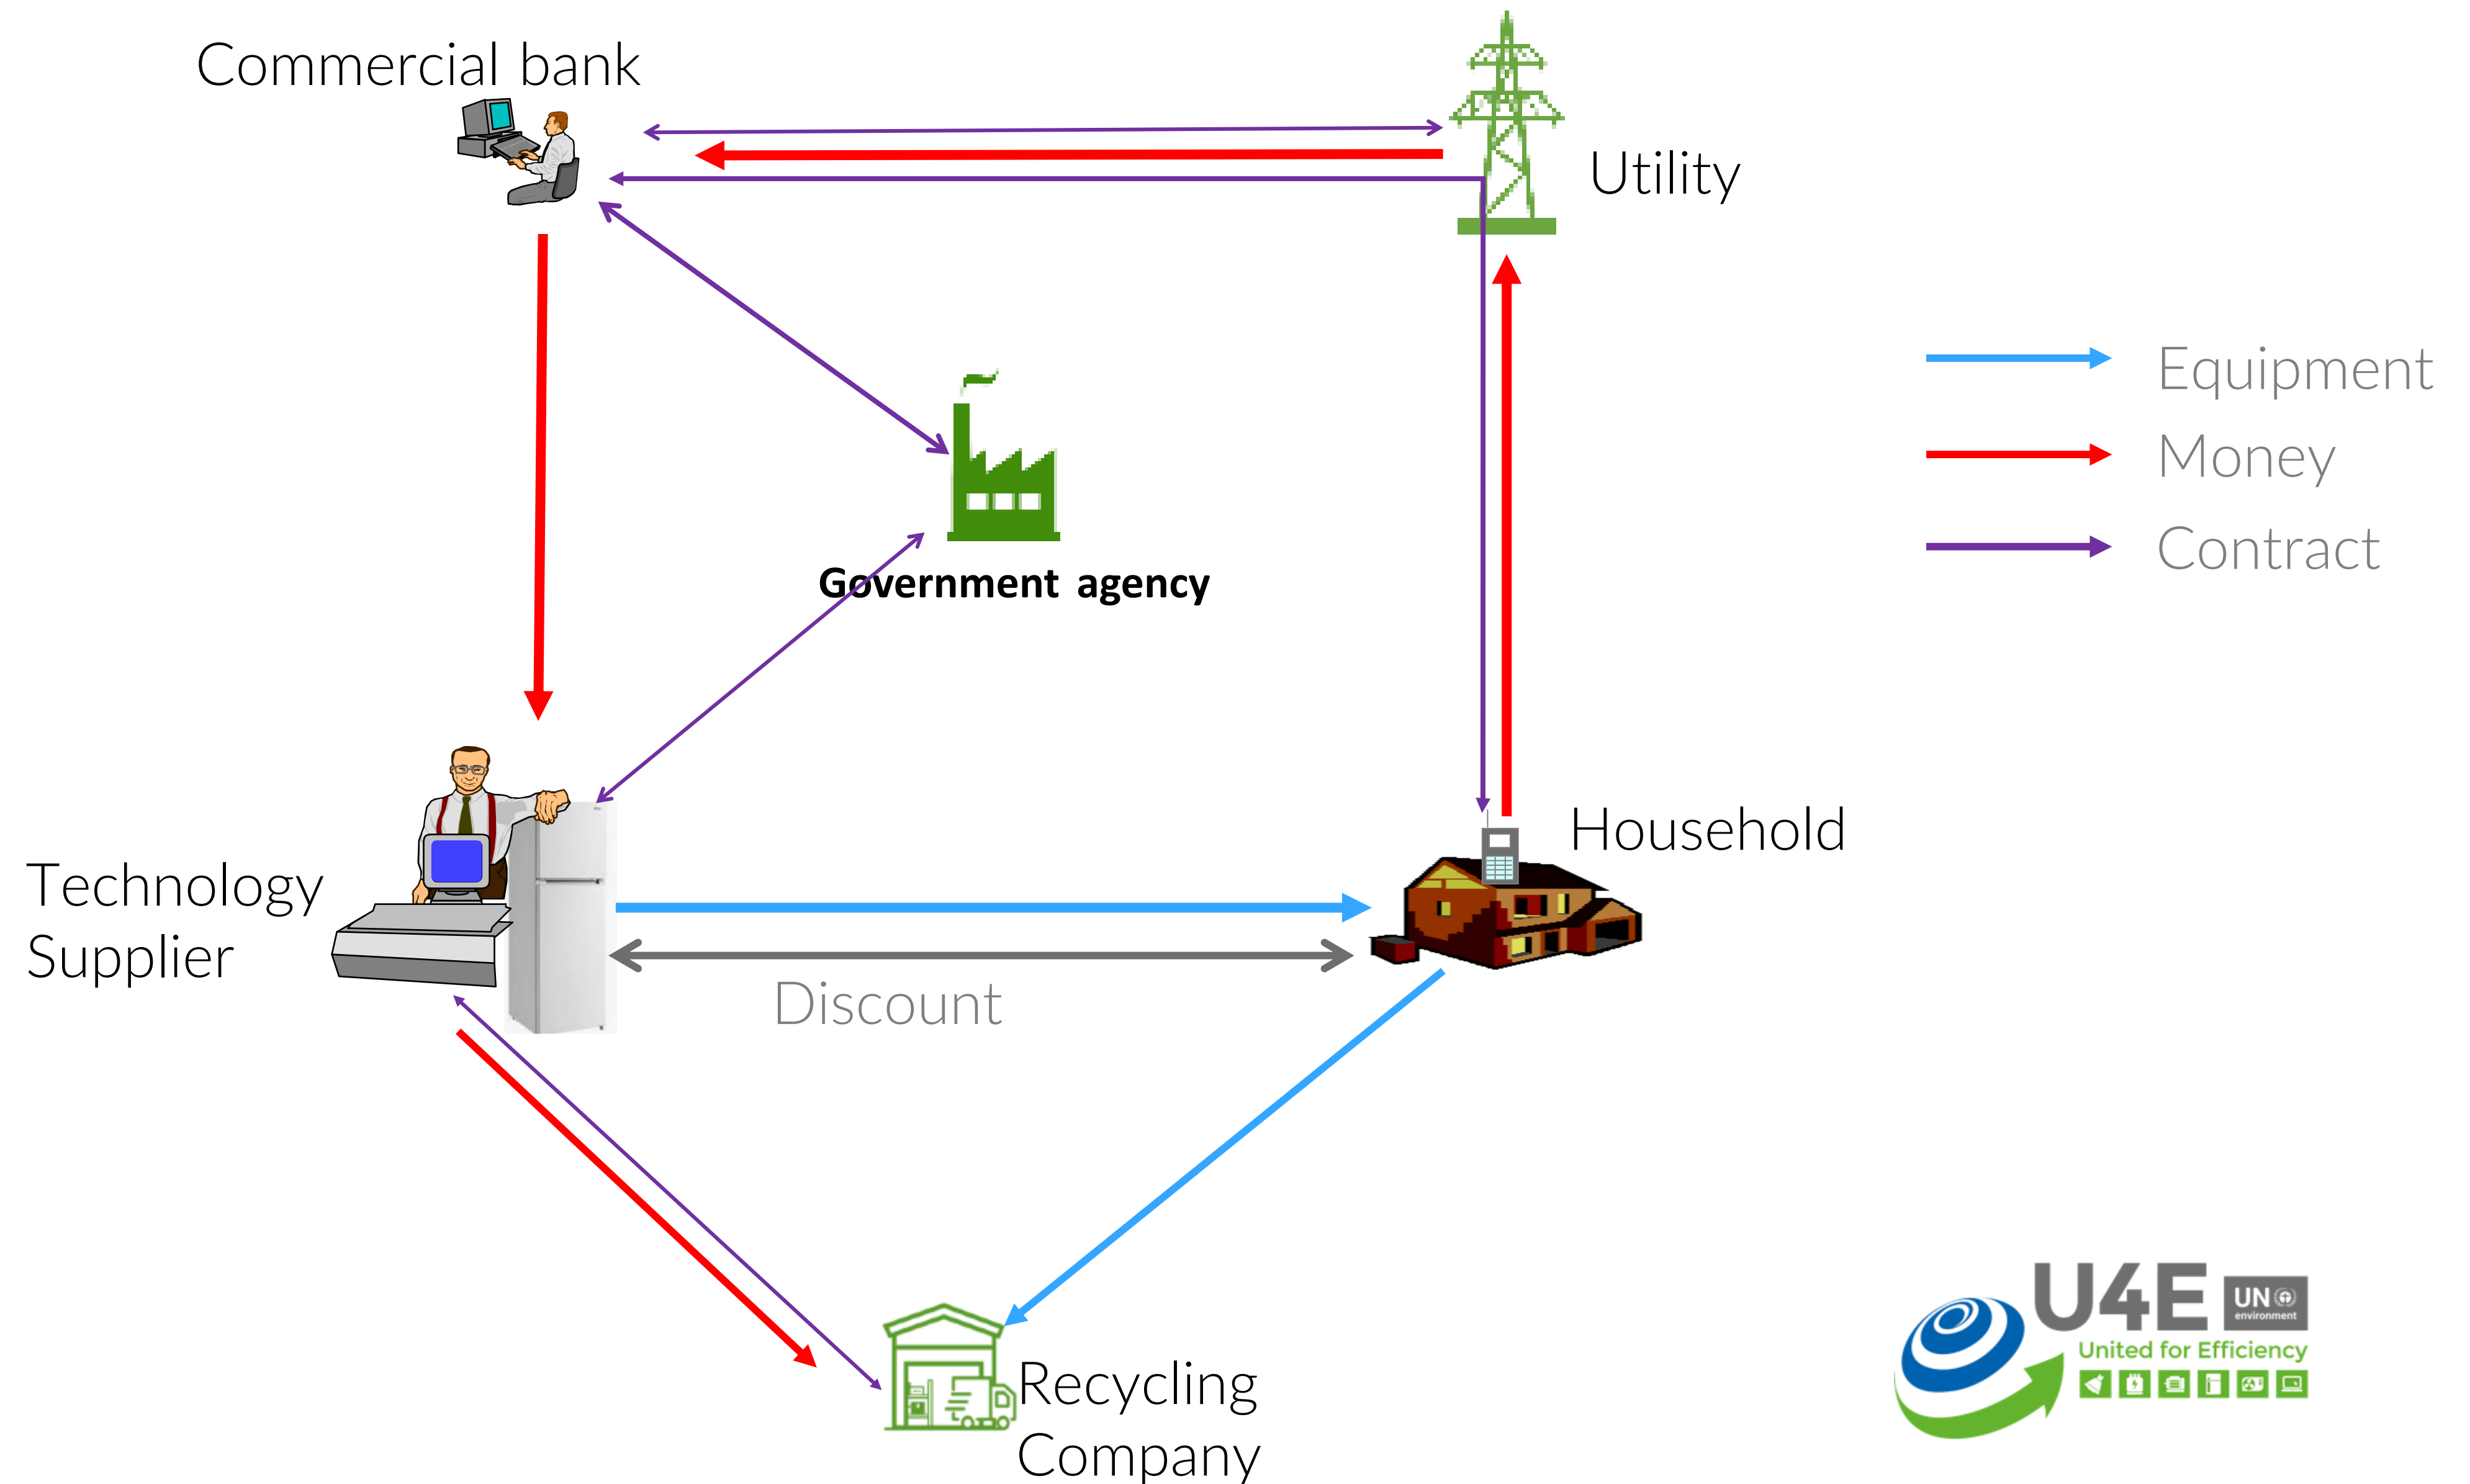 Commercial bank
Utility
Equipment
Money
Contract
Government agency
Household
Technology
Supplier
Discount
Recycling
Company
U4E
UN
environment
United for Efficiency